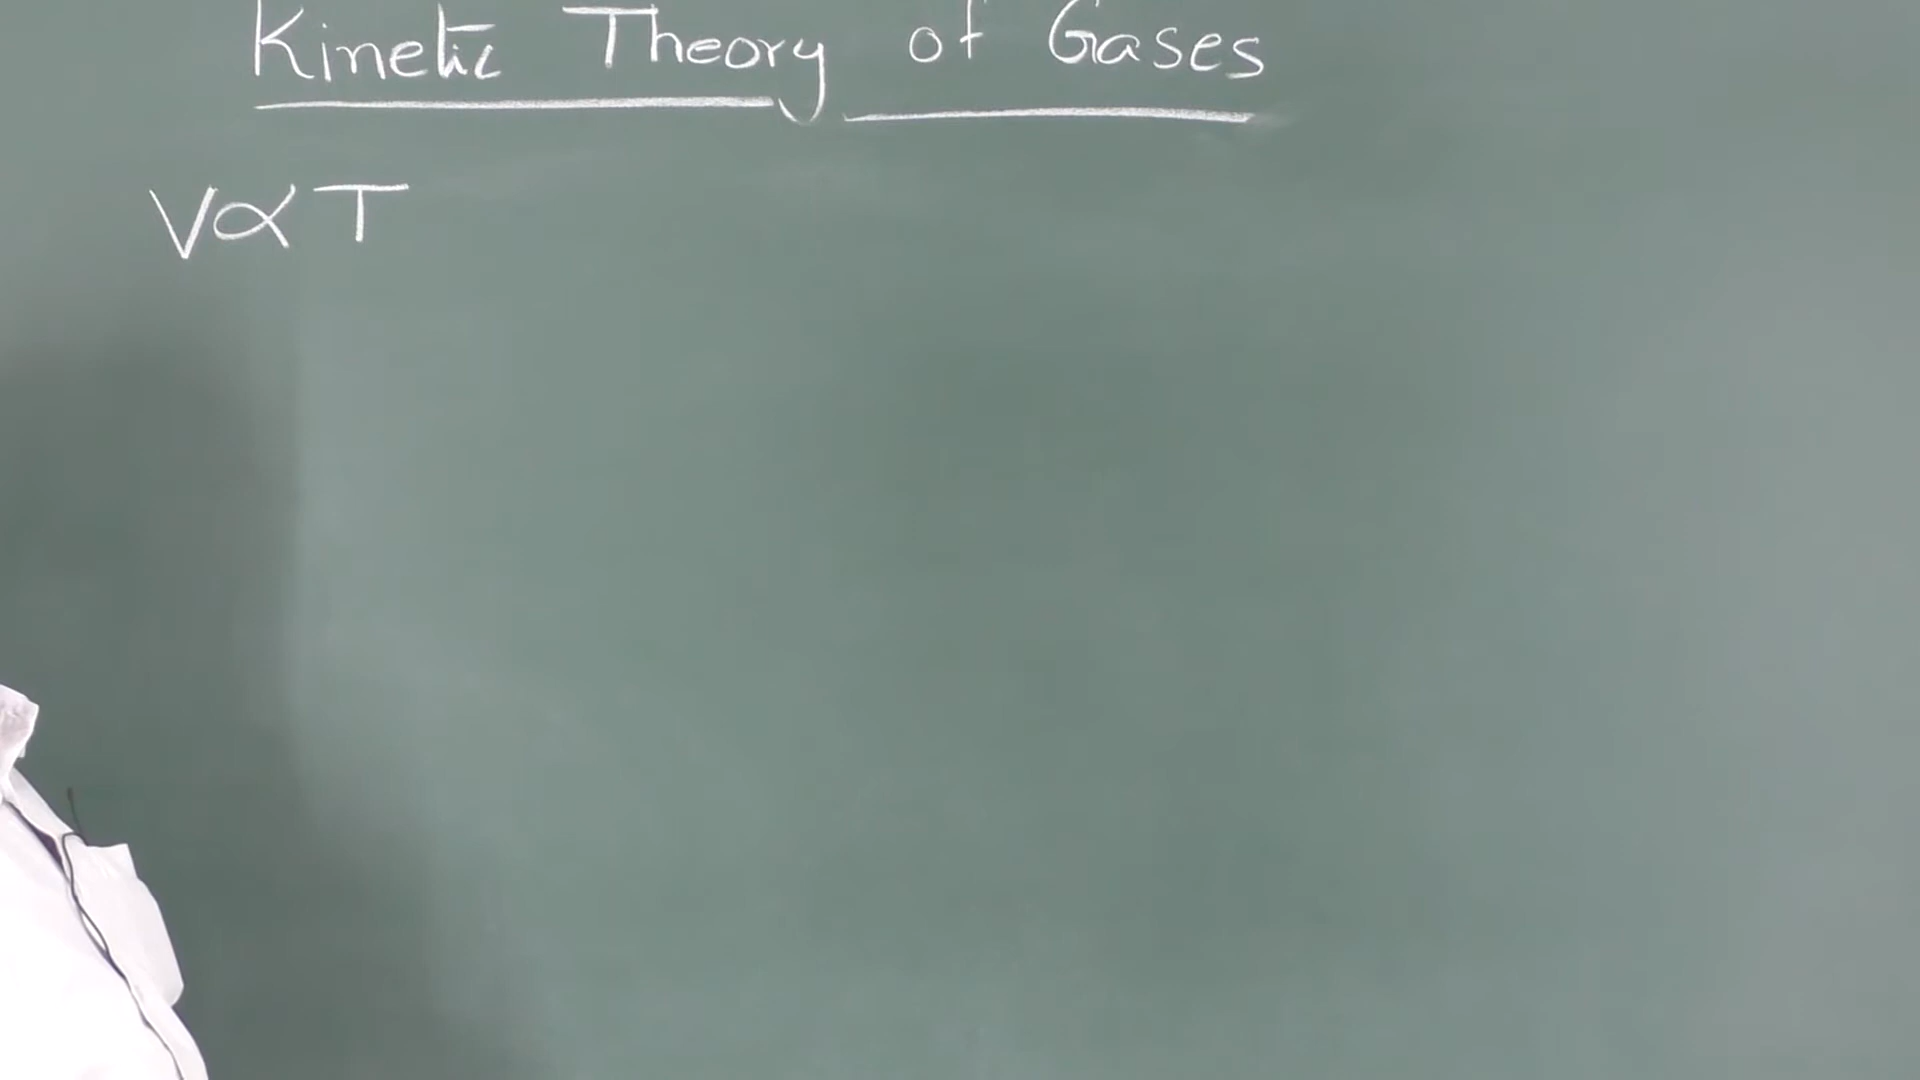 Kinetic Theory of Gases
V ∝ T